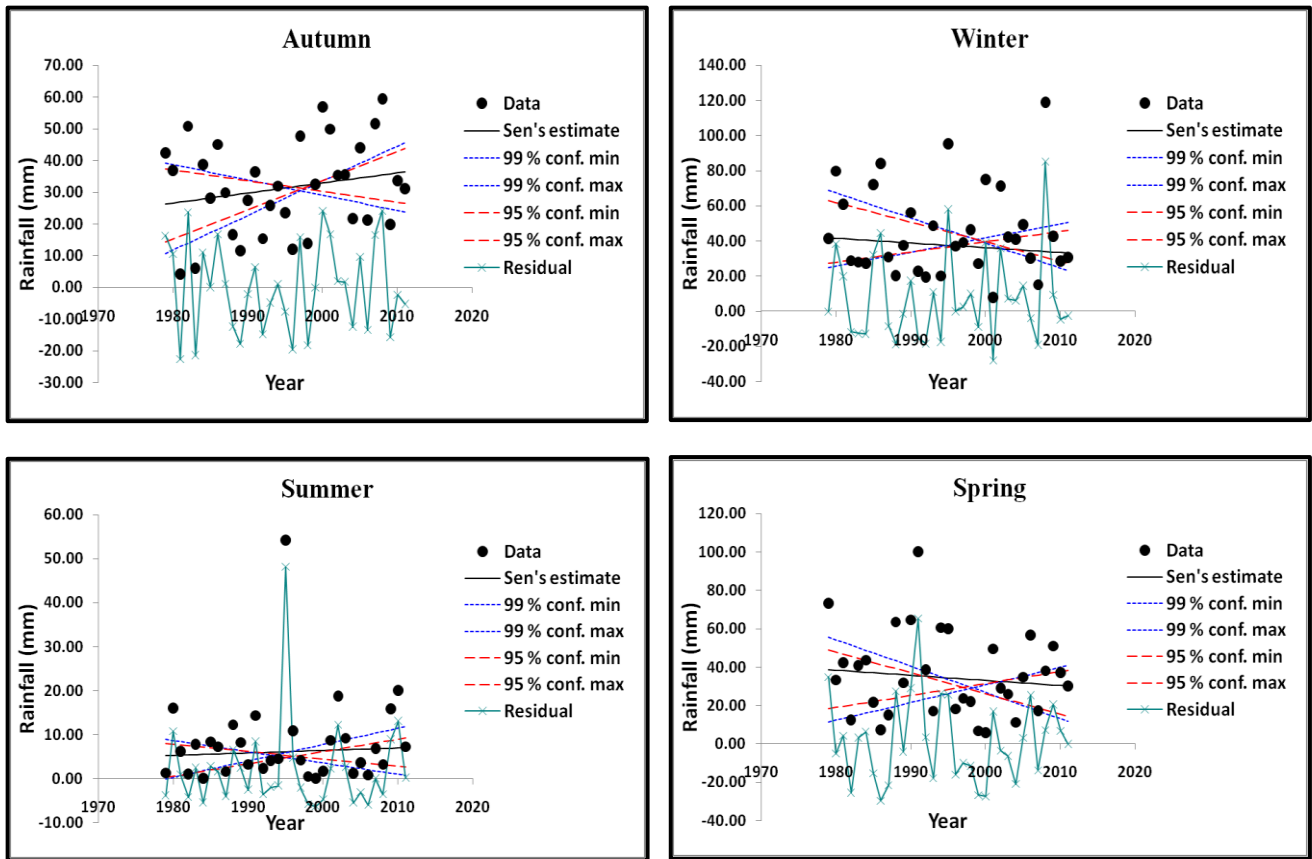 Autumn
70.00
60.00
50.00
40.00
30.00
20.00
10.00
0.00
-10.00
-20.00
-30.00
Rainfall (mm)
1970
1980
1990
2000
2010
2020
Year
Data
Sen's estimate
99 % conf. min
99 % conf. max
95 % conf. min
95 % conf. max
Residual
Winter
140.00
120.00
100.00
80.00
60.00
40.00
20.00
0.00
-20.00
-40.00
Rainfall (mm)
1970
1980
1990
2000
2010
2020
Year
Data
Sen's estimate
99 % conf. min
99 % conf. max
95 % conf. min
95 % conf. max
Residual
Summer
60.00
50.00
40.00
30.00
20.00
10.00
0.00
-10.00
Rainfall (mm)
1970
1980
1990
2000
2010
2020
Year
Data
Sen's estimate
99 % conf. min
99 % conf. max
95 % conf. min
95 % conf. max
Residual
Spring
120.00
100.00
80.00
60.00
40.00
20.00
0.00
-20.00
-40.00
Rainfall (mm)
1970
1980
1990
2000
2010
2020
Year
Data
Sen's estimate
99 % conf. min
99 % conf. max
95 % conf. min
95 % conf. max
Residual